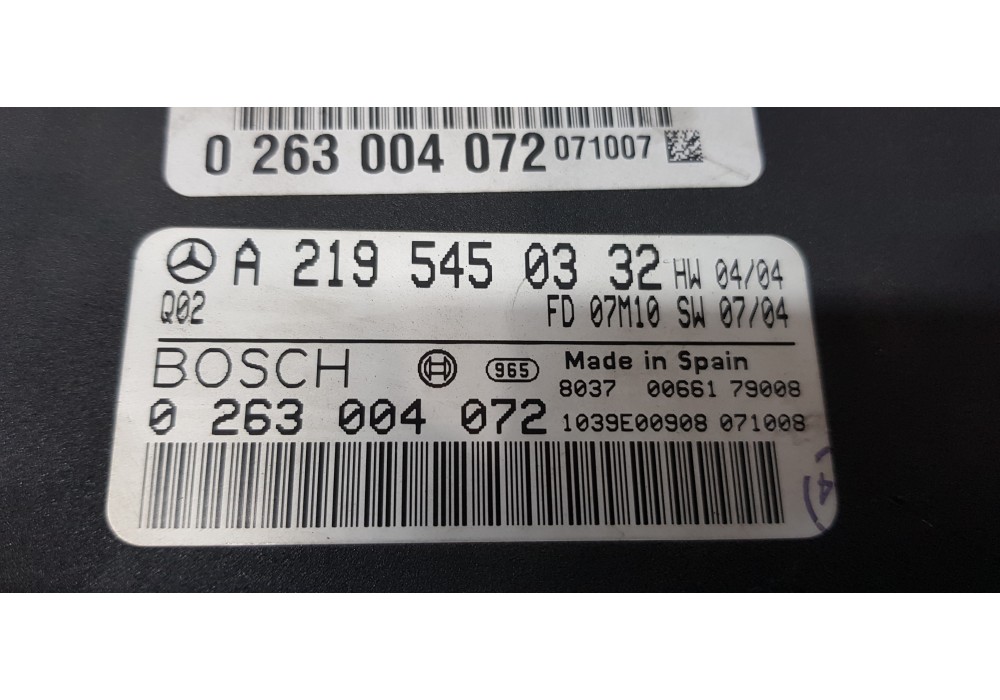 0 263 004 072 071007
A 219 545 03 32 HW 04/04
Q02 FD 07M10 SW 07/04
BOSCH 965 Made in Spain
8037 00661 79008
0 263 004 072 1039E00908 071008
(4)